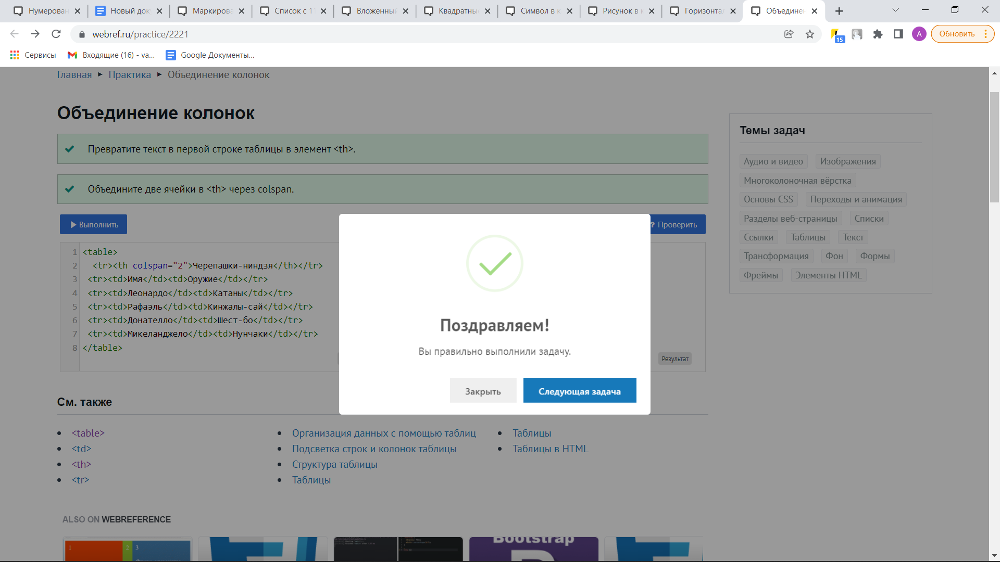 Нумерован
Новый док
Маркирова
Список с 1
Вложенный
Квадратны
Символ в к
Рисунок в к
Горизонтал
Объединен
webref.ru/practice/2221
15
A
Обновить
Сервисы
Входящие (16) - va...
Google Документы...
Главная ► Практика ► Объединение колонок
Объединение колонок
Превратите текст в первой строке таблицы в элемент <th>.
Объедините две ячейки в <th> через colspan.
Выполнить
? Проверить
1 <table>
2 <tr><th colspan="2">Черепашки-ниндзя</th></tr>
3 <tr><td>Имя</td><td>Оружие</td></tr>
4 <tr><td>Леонардо</td><td>Катаны</td></tr>
5 <tr><td>Рафаэль</td><td>Кинжалы-сай</td></tr>
6 <tr><td>Донателло</td><td>Шест-бо</td></tr>
7 <tr><td>Микеланджело</td><td>Нунчаки</td></tr>
8 </table>
Результат
Поздравляем!
Вы правильно выполнили задачу.
Закрыть
Следующая задача
Темы задач
Аудио и видео Изображения
Многоколоночная вёрстка
Основы CSS Переходы и анимация
Разделы веб-страницы Списки
Ссылки Таблицы Текст
Трансформация Фон Формы
Фреймы Элементы HTML
См. также
<table>
<td>
<th>
<tr>
Организация данных с помощью таблиц
Подсветка строк и колонок таблицы
Структура таблицы
Таблицы
Таблицы
Таблицы в HTML
ALSO ON WEBREFERENCE
1 2 3
Bootstrap